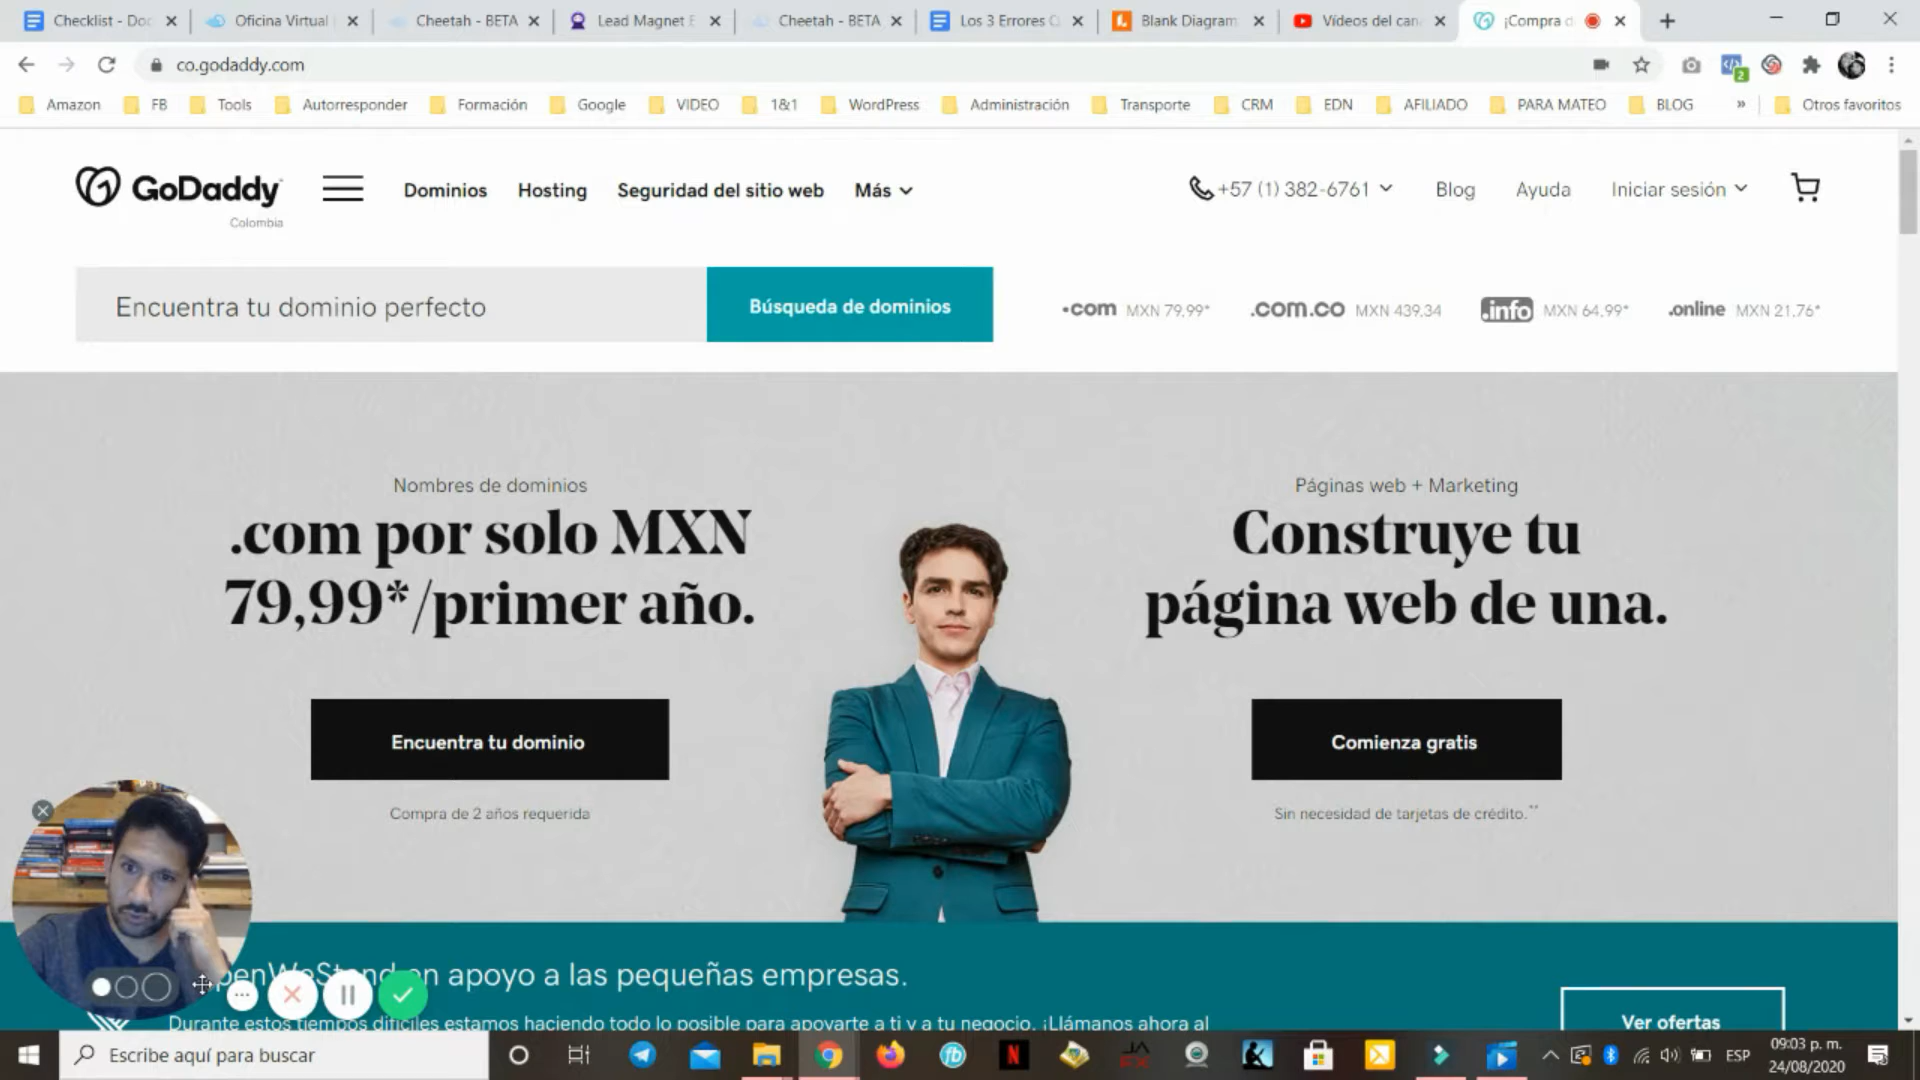 Checklist - Doc
Oficina Virtual
Cheetah - BETA
Lead Magnet E
Cheetah - BETA
Los 3 Errores C
Blank Diagram
Vídeos del can
¡Compra d
co.godaddy.com
2
Amazon
FB
Tools
Autorresponder
Formación
Google
VIDEO
1&1
WordPress
Administración
Transporte
CRM
EDN
AFILIADO
PARA MATEO
BLOG
»
Otros favoritos
GoDaddy
Colombia
Dominios
Hosting
Seguridad del sitio web
Más
+57 (1) 382-6761
Blog
Ayuda
Iniciar sesión
Encuentra tu dominio perfecto
Búsqueda de dominios
.com MXN 79,99*
.com.co MXN 439,34
.info MXN 64,99*
.online MXN 21,76*
Nombres de dominios
.com por solo MXN
79,99*/primer año.
Encuentra tu dominio
Compra de 2 años requerida
Páginas web + Marketing
Construye tu
página web de una.
Comienza gratis
Sin necesidad de tarjetas de crédito.**
penWeStand en apoyo a las pequeñas empresas.
Durante estos tiempos difíciles estamos haciendo todo lo posible para apoyarte a ti y a tu negocio. ¡Llámanos ahora al
Ver ofertas
Escribe aquí para buscar
ESP
09:03 p. m.
24/08/2020